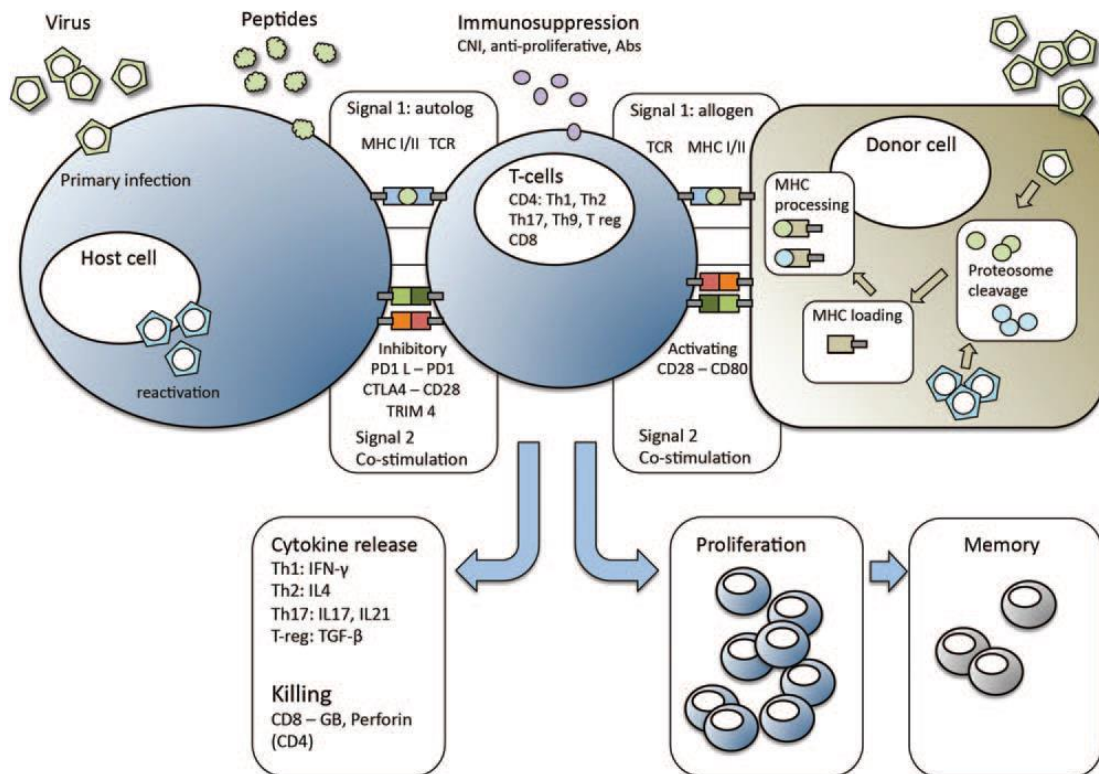 Virus
Peptides
Immunosuppression
CNI, anti-proliferative, Abs
Signal 1: autolog
MHC I/II TCR
Signal 1: allogen
TCR MHC I/II
Primary infection
Host cell
reactivation
T-cells
CD4: Th1, Th2
Th17, Th9, T reg
CD8
Donor cell
MHC
processing
Proteosome
cleavage
MHC loading
Inhibitory
PD1 L – PD1
CTLA4 – CD28
TRIM 4
Signal 2
Co-stimulation
Activating
CD28 – CD80
Signal 2
Co-stimulation
Cytokine release
Th1: IFN-γ
Th2: IL4
Th17: IL17, IL21
T-reg: TGF-β
Killing
CD8 – GB, Perforin
(CD4)
Proliferation
Memory